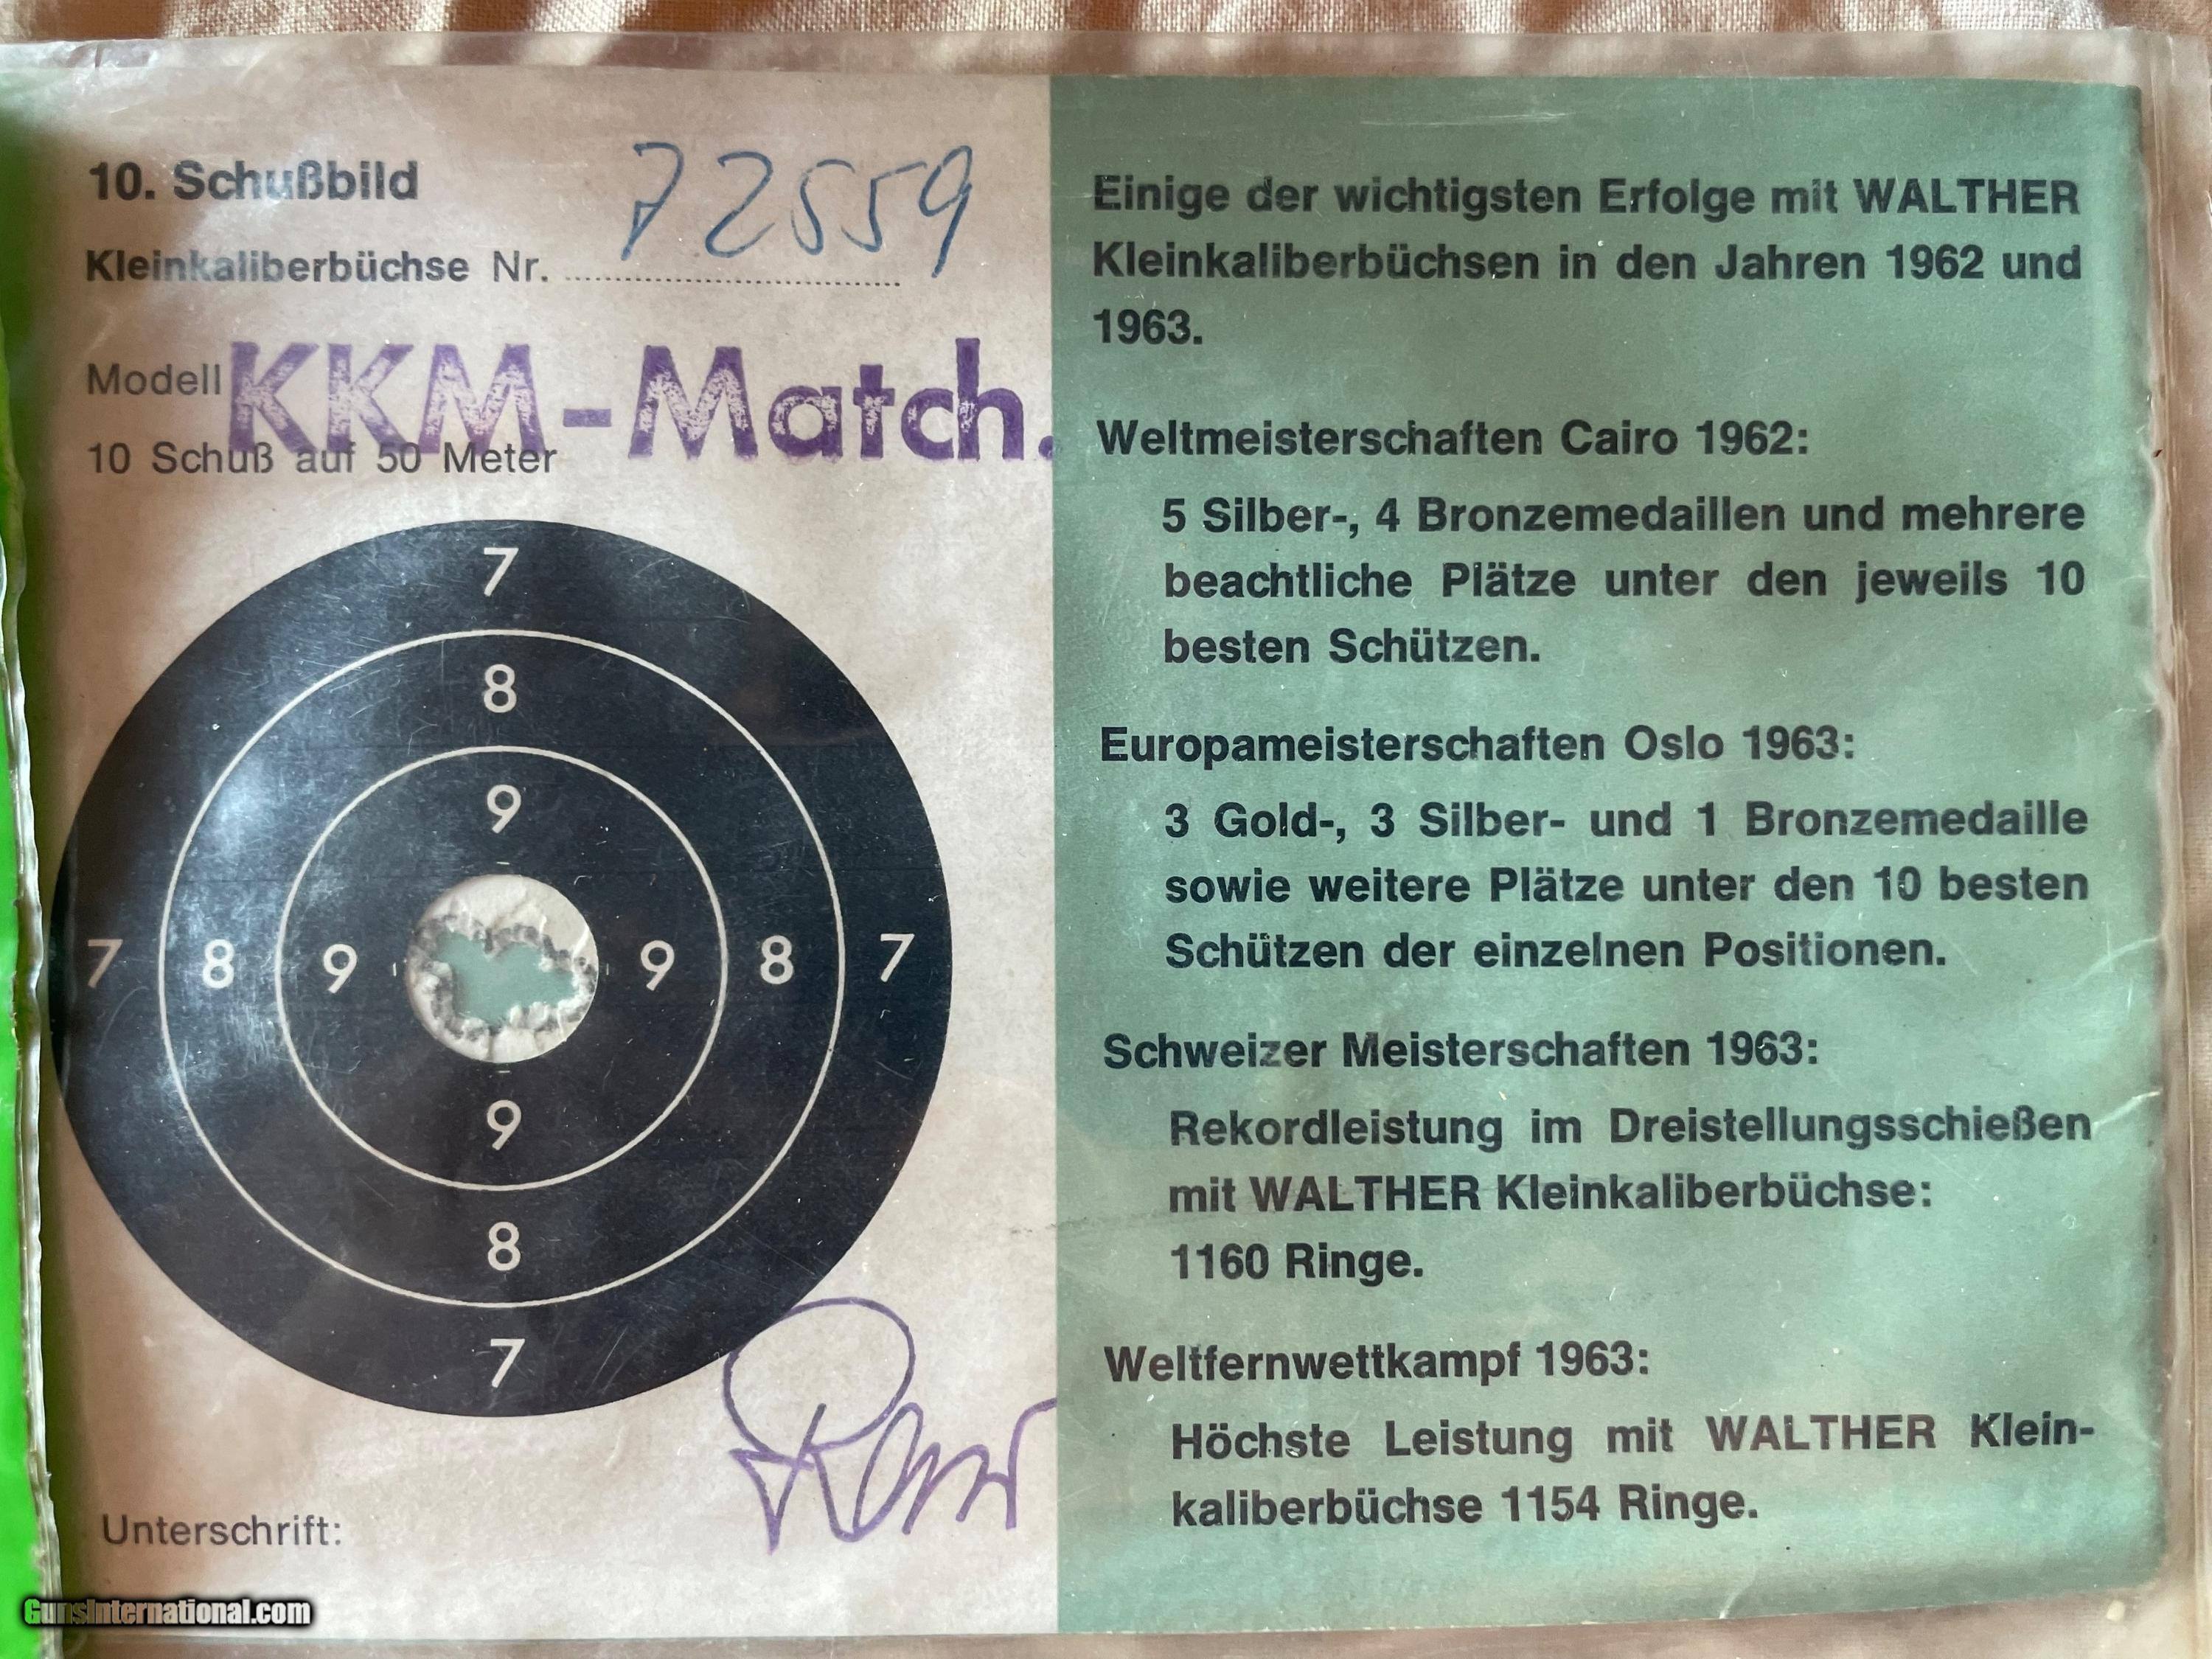 10. Schußbild
Kleinkaliberbüchse Nr. 72559
Modell KKM-Match.
10 Schuß auf 50 Meter
7
8
9
7 8 9 9 8 7
9
8
7
Unterschrift:
Einige der wichtigsten Erfolge mit WALTHER
Kleinkaliberbüchsen in den Jahren 1962 und
1963.
Weltmeisterschaften Cairo 1962:
5 Silber-, 4 Bronzemedaillen und mehrere
beachtliche Plätze unter den jeweils 10
besten Schützen.
Europameisterschaften Oslo 1963:
3 Gold-, 3 Silber- und 1 Bronzemedaille
sowie weitere Plätze unter den 10 besten
Schützen der einzelnen Positionen.
Schweizer Meisterschaften 1963:
Rekordleistung im Dreistellungsschießen
mit WALTHER Kleinkaliberbüchse:
1160 Ringe.
Weltfernwettkampf 1963:
Höchste Leistung mit WALTHER Klein-
kaliberbüchse 1154 Ringe.
GunsInternational.com